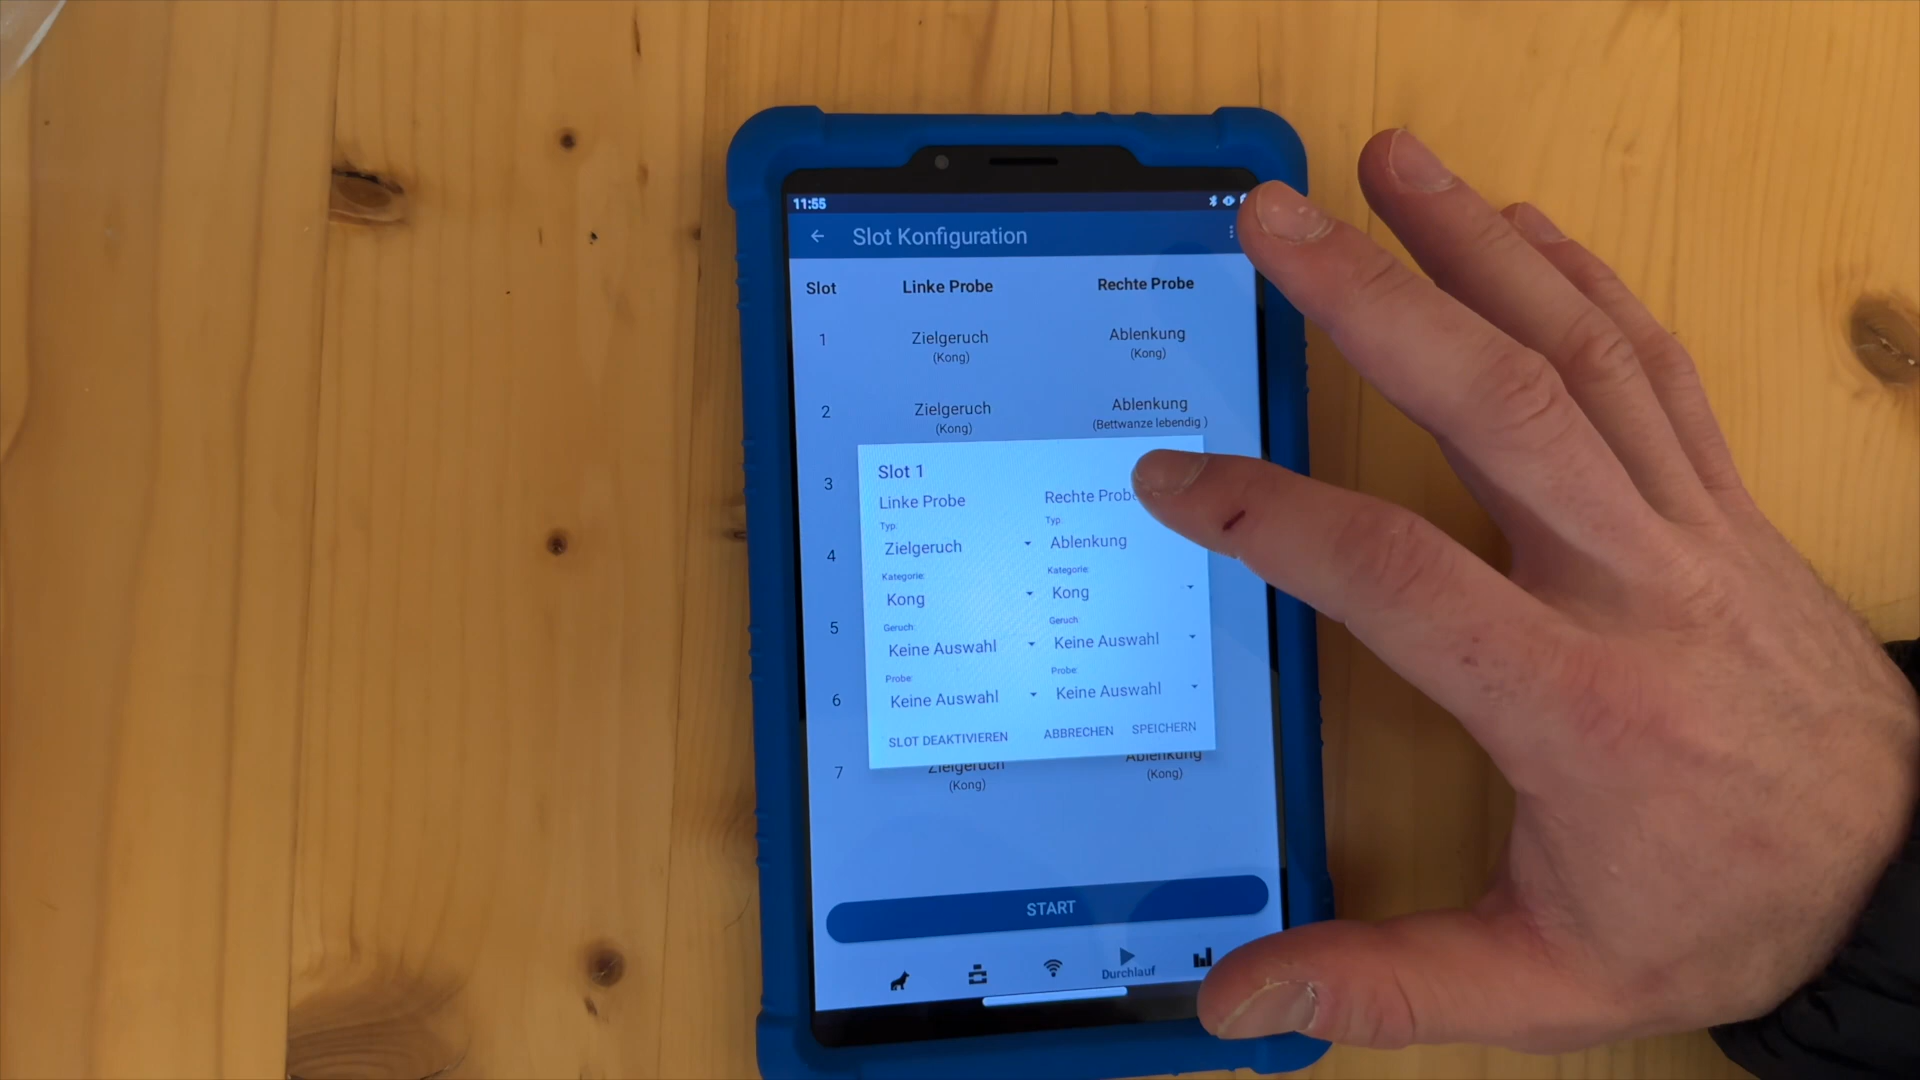 11:55
Slot Konfiguration
Slot Linke Probe Rechte Probe
1 Zielgeruch Ablenkung
(Kong) (Kong)
2 Zielgeruch Ablenkung
(Kong) (Bettwanze lebendig )
3
4
5
6
Slot 1
Linke Probe Rechte
Typ: Typ:
Zielgeruch Ablenkung
Kategorie: Kategorie:
Kong Kong
Geruch: Geruch:
Keine Auswahl Keine Auswahl
Probe: Probe:
Keine Auswahl Keine Auswahl
SLOT DEAKTIVIEREN ABBRECHEN SPEICHERN
7 Zielgeruch Ablenkung
(Kong) (Kong)
START
Durchlauf